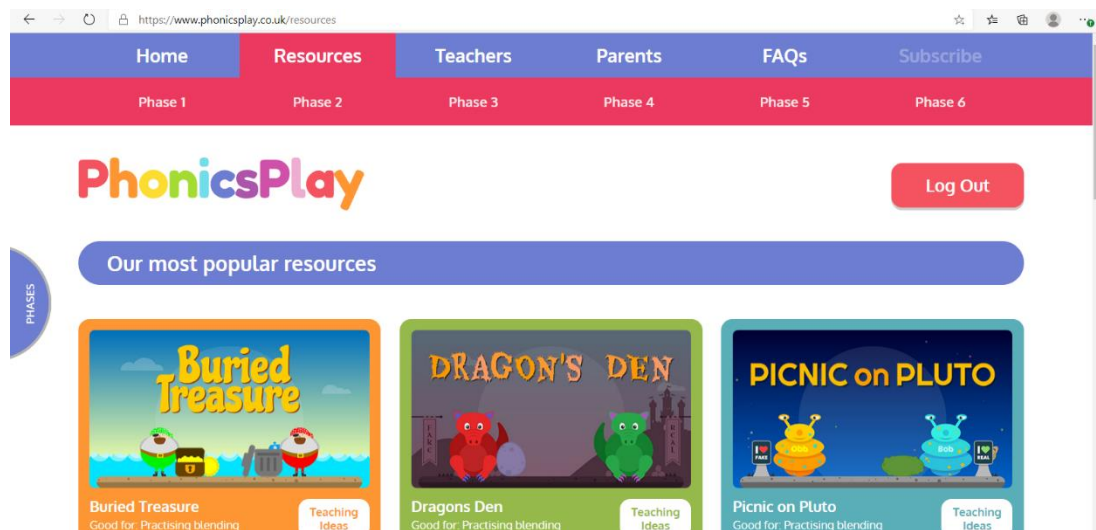 https://www.phonicsplay.co.uk/resources
Home Resources Teachers Parents FAQs Subscribe
Phase 1 Phase 2 Phase 3 Phase 4 Phase 5 Phase 6
PhonicsPlay
Log Out
Our most popular resources
PHASES
Buried
Treasure
DRAGON'S DEN
PICNIC on PLUTO
Obb
Bob
I
FAKE
I
REAL
Buried Treasure
Good for: Practising blending
Teaching
Ideas
Dragons Den
Good for: Practising blending
Teaching
Ideas
Picnic on Pluto
Good for: Practising blending
Teaching
Ideas